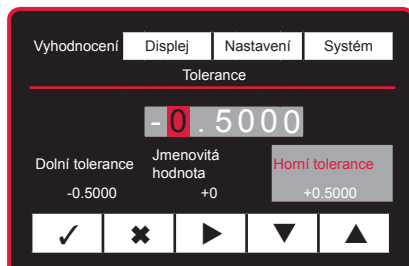 Vyhodnocení Displej Nastavení Systém
Tolerance
-0.5000
Dolní tolerance Jmenovitá hodnota Horní tolerance
-0.5000 +0 +0.5000